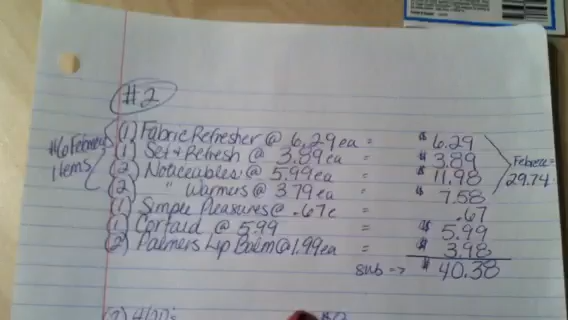 #2
#6 Febreze items
(1) Fabric Refresher @ 6.29 ea = $6.29
(1) Set & Refresh @ 3.89 ea = $3.89
(2) Noticeables @ 5.99 ea = $11.98
(2) " Warmers @ 3.79 ea = $7.58
Febreze = 29.74
(1) Simple Pleasures @ .67¢ = .67
(1) Cortaid @ 5.99 = $5.99
(2) Palmers Lip Balm @ 1.99 ea = $3.98
sub -> $40.38